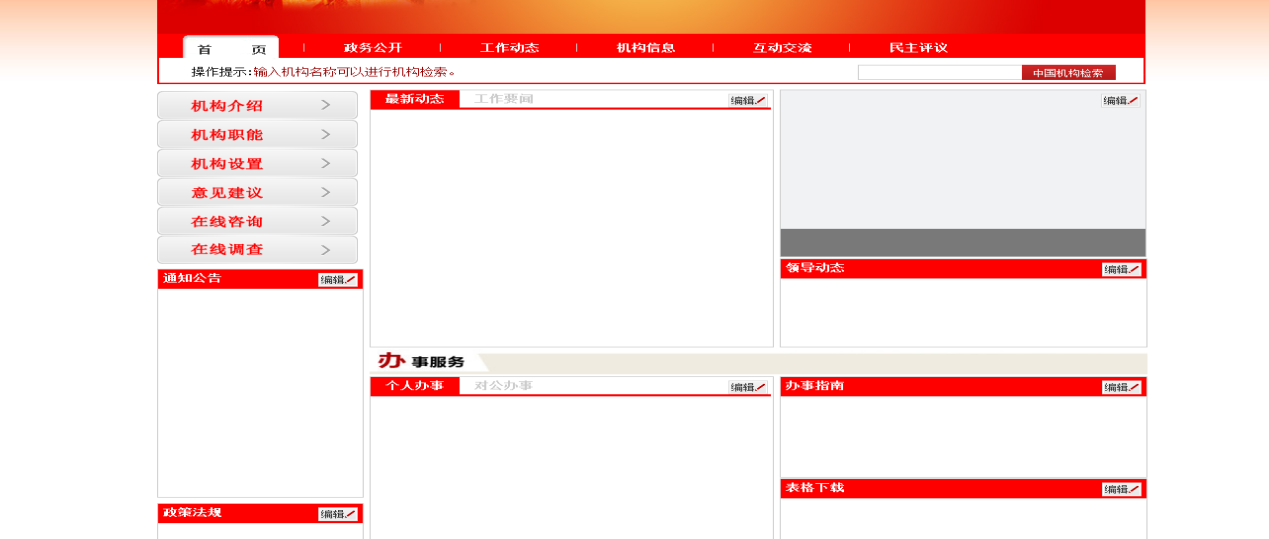 首 页 政务公开 工作动态 机构信息 互动交流 民主评议
操作提示:输入机构名称可以进行机构检索。 中国机构检索
机构介绍 >
机构职能 >
机构设置 >
意见建议 >
在线咨询 >
在线调查 >
通知公告 编辑
政策法规 编辑
最新动态 工作要闻 编辑
编辑
领导动态 编辑
办事服务
个人办事 对公办事 编辑
办事指南 编辑
表格下载 编辑